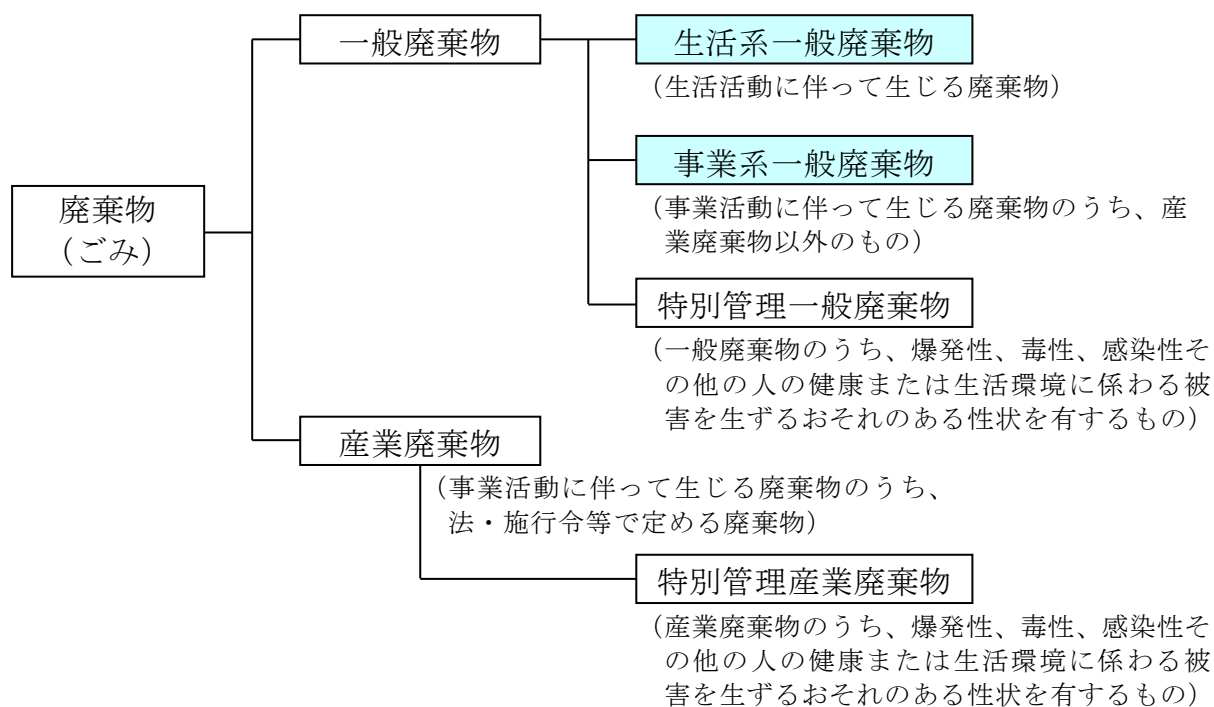 一般廃棄物
生活系一般廃棄物
（生活活動に伴って生じる廃棄物）
事業系一般廃棄物
（事業活動に伴って生じる廃棄物のうち、産
業廃棄物以外のもの）
廃棄物
（ごみ）
特別管理一般廃棄物
（一般廃棄物のうち、爆発性、毒性、感染性そ
の他の人の健康または生活環境に係わる被
害を生ずるおそれのある性状を有するもの）
産業廃棄物
（事業活動に伴って生じる廃棄物のうち、
法・施行令等で定める廃棄物）
特別管理産業廃棄物
（産業廃棄物のうち、爆発性、毒性、感染性そ
の他の人の健康または生活環境に係わる被
害を生ずるおそれのある性状を有するもの）